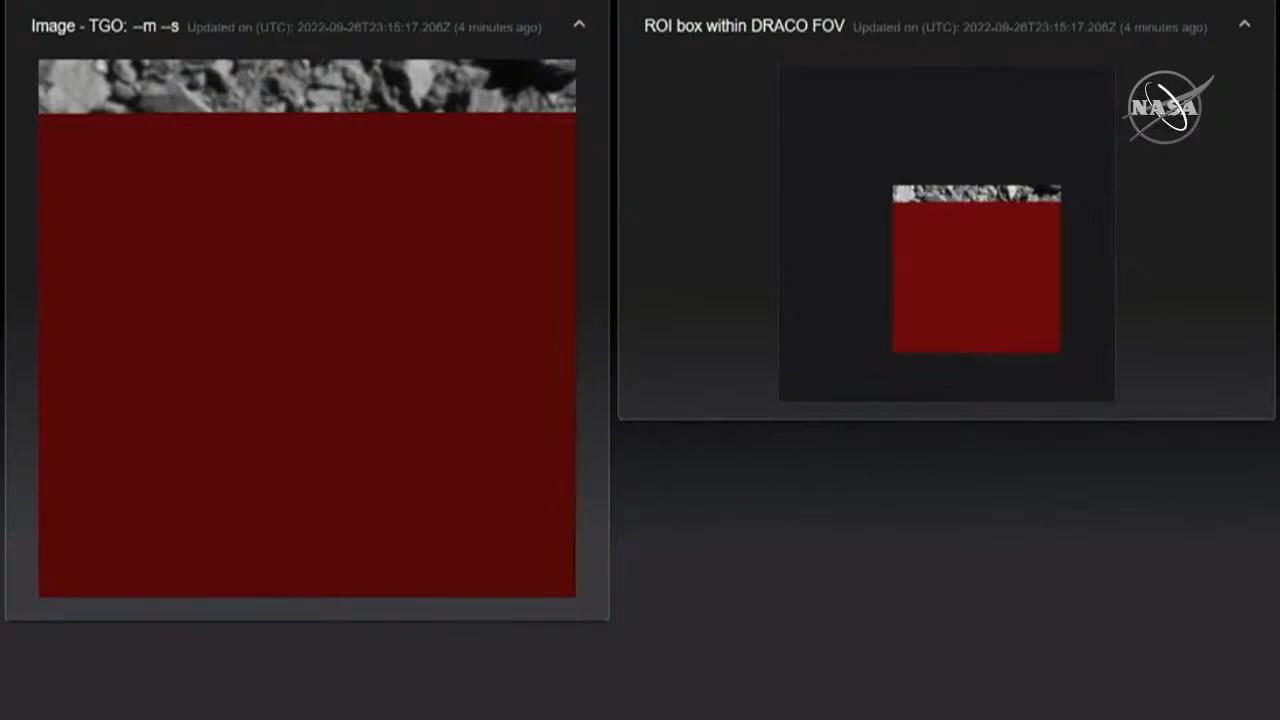 Image - TGO: --m --s Updated on (UTC): 2022-09-26T23:15:17.206Z (4 minutes ago)
ROI box within DRACO FOV Updated on (UTC): 2022-09-26T23:15:17.206Z (4 minutes ago)
NASA